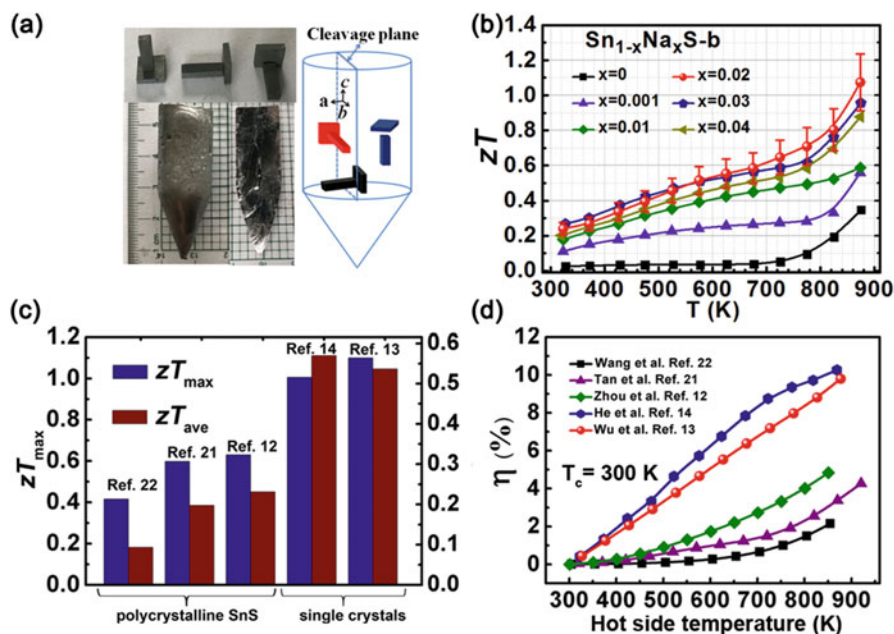 (a)
Cleavage plane
c
a
b
(b)
Sn1-xNaxS-b
x=0
x=0.02
x=0.001
x=0.03
x=0.01
x=0.04
zT
1.4
1.2
1.0
0.8
0.6
0.4
0.2
0.0
300 400 500 600 700 800 900
T (K)
(c)
zTmax
zTave
Ref. 22
Ref. 21
Ref. 12
Ref. 14
Ref. 13
zTmax
1.2
1.0
0.8
0.6
0.4
0.2
0.0
0.6
0.5
0.4
0.3
0.2
0.1
0.0
polycrystalline SnS
single crystals
(d)
Wang et al. Ref. 22
Tan et al. Ref. 21
Zhou et al. Ref. 12
He et al. Ref. 14
Wu et al. Ref. 13
Tc= 300 K
η (%)
12
10
8
6
4
2
0
300 400 500 600 700 800 900
Hot side temperature (K)